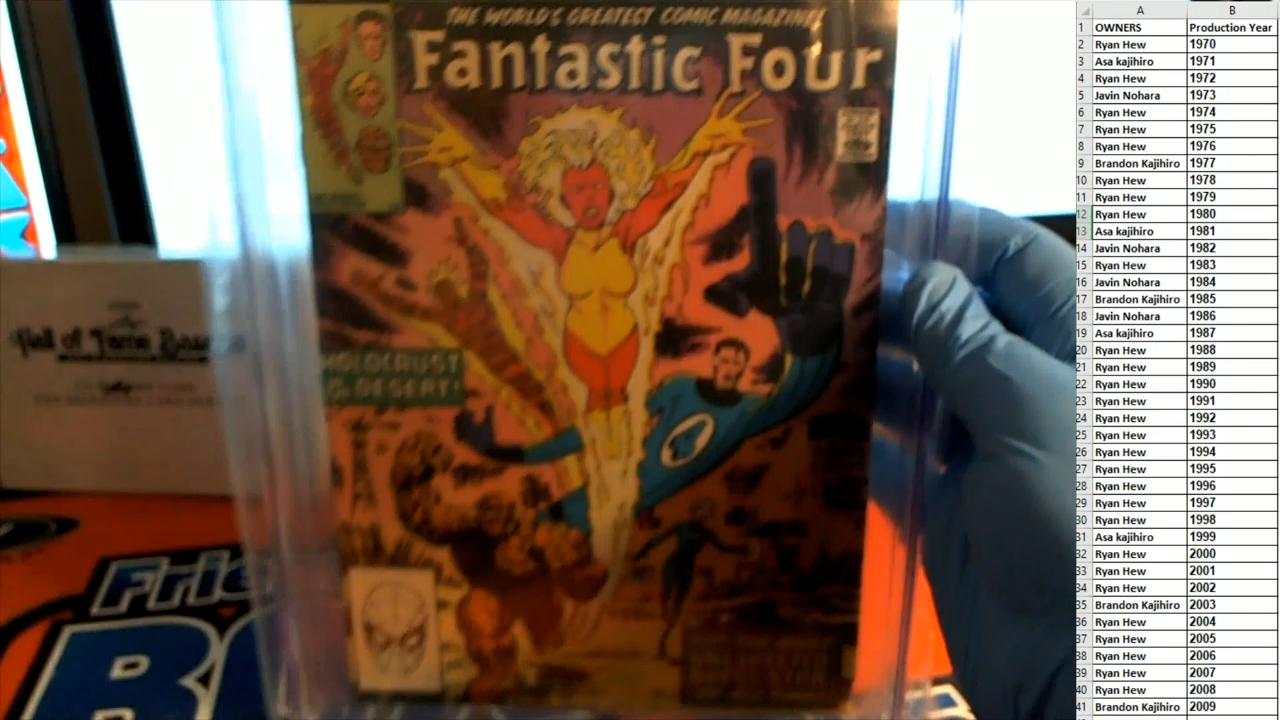 THE WORLD'S GREATEST COMIC MAGAZINE!
Fantastic Four
HOLOCAUST
DESERT!
Hall of Fame
Frie
A B
1 OWNERS Production Year
2 Ryan Hew 1970
3 Asa kajihiro 1971
4 Ryan Hew 1972
5 Javin Nohara 1973
6 Ryan Hew 1974
7 Ryan Hew 1975
8 Ryan Hew 1976
9 Brandon Kajihiro 1977
10 Ryan Hew 1978
11 Ryan Hew 1979
12 Ryan Hew 1980
13 Asa kajihiro 1981
14 Javin Nohara 1982
15 Ryan Hew 1983
16 Javin Nohara 1984
17 Brandon Kajihiro 1985
18 Javin Nohara 1986
19 Asa kajihiro 1987
20 Ryan Hew 1988
21 Ryan Hew 1989
22 Ryan Hew 1990
23 Ryan Hew 1991
24 Ryan Hew 1992
25 Ryan Hew 1993
26 Ryan Hew 1994
27 Ryan Hew 1995
28 Ryan Hew 1996
29 Ryan Hew 1997
30 Ryan Hew 1998
31 Asa kajihiro 1999
32 Ryan Hew 2000
33 Ryan Hew 2001
34 Ryan Hew 2002
35 Brandon Kajihiro 2003
36 Ryan Hew 2004
37 Ryan Hew 2005
38 Ryan Hew 2006
39 Ryan Hew 2007
40 Ryan Hew 2008
41 Brandon Kajihiro 2009